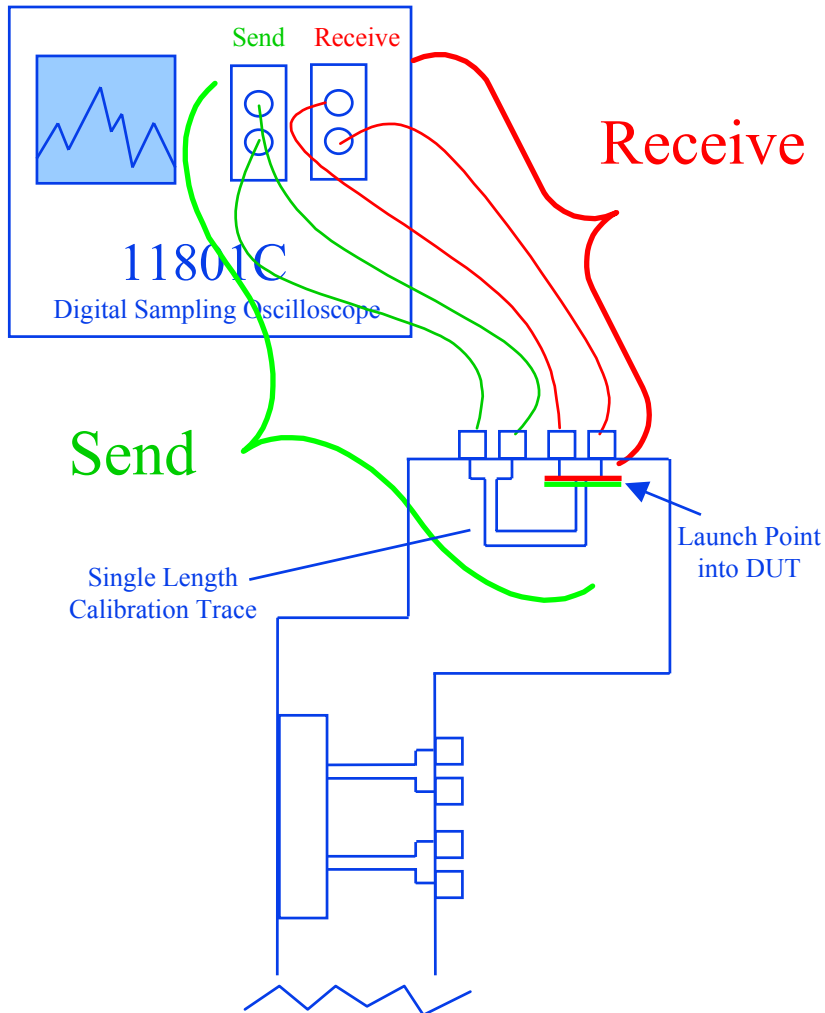 Send
Receive
Receive
11801C
Digital Sampling Oscilloscope
Send
Launch Point
into DUT
Single Length
Calibration Trace